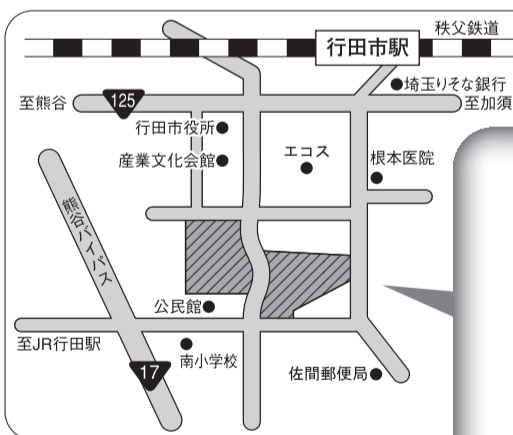 秩父鉄道
行田市駅
埼玉りそな銀行
至熊谷
125
至加須
行田市役所
産業文化会館
エコス
根本医院
熊谷バイパス
公民館
至JR行田駅
南小学校
17
佐間郵便局